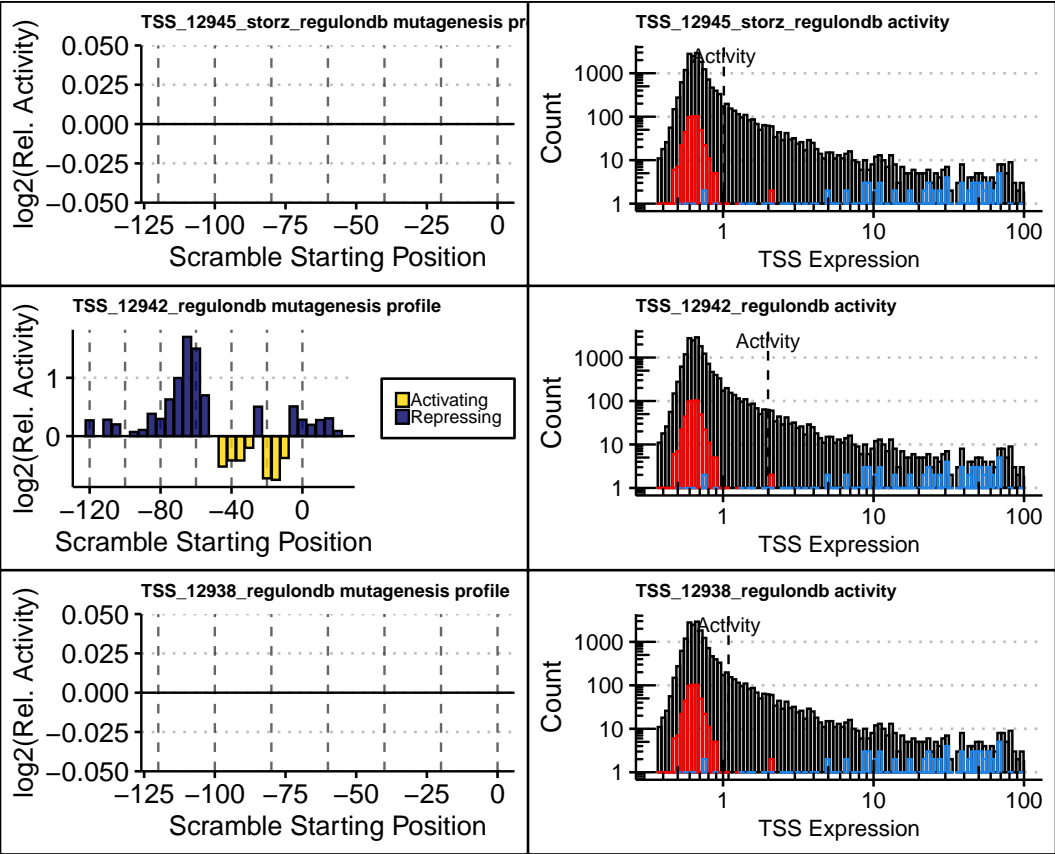 TSS_12945_storz_regulondb mutagenesis pr
log2(Rel. Activity)
0.050
0.025
0.000
−0.025
−0.050
−125 −100 −75 −50 −25 0
Scramble Starting Position
TSS_12945_storz_regulondb activity
Activity
Count
1000
100
10
1
1 10 100
TSS Expression
TSS_12942_regulondb mutagenesis profile
log2(Rel. Activity)
1
0
−120 −80 −40 0
Scramble Starting Position
Activating
Repressing
TSS_12942_regulondb activity
Activity
Count
1000
100
10
1
1 10 100
TSS Expression
TSS_12938_regulondb mutagenesis profile
log2(Rel. Activity)
0.050
0.025
0.000
−0.025
−0.050
−125 −100 −75 −50 −25 0
Scramble Starting Position
TSS_12938_regulondb activity
Activity
Count
1000
100
10
1
1 10 100
TSS Expression